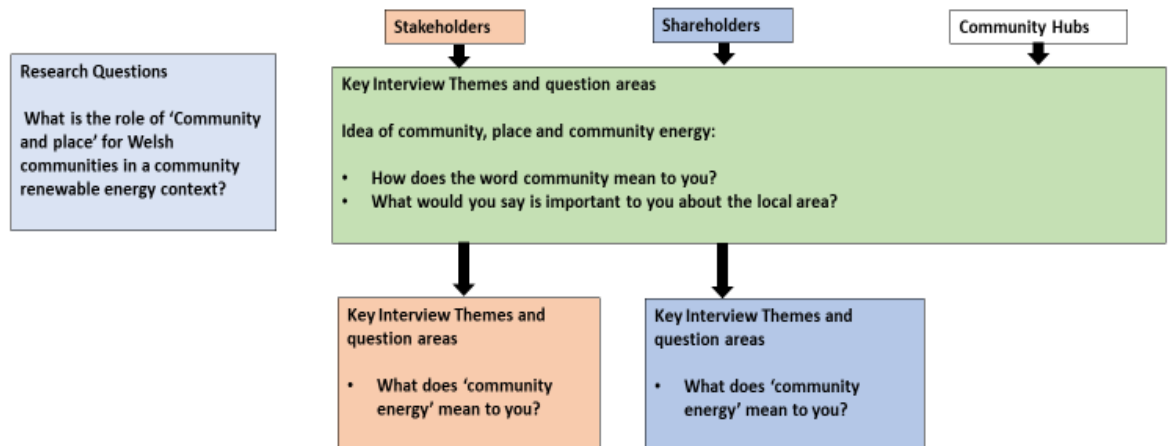 Stakeholders
Shareholders
Community Hubs
Research Questions
What is the role of ‘Community
and place’ for Welsh
communities in a community
renewable energy context?
Key Interview Themes and question areas
Idea of community, place and community energy:
• How does the word community mean to you?
• What would you say is important to you about the local area?
Key Interview Themes and
question areas
• What does ‘community
energy’ mean to you?
Key Interview Themes and
question areas
• What does ‘community
energy’ mean to you?